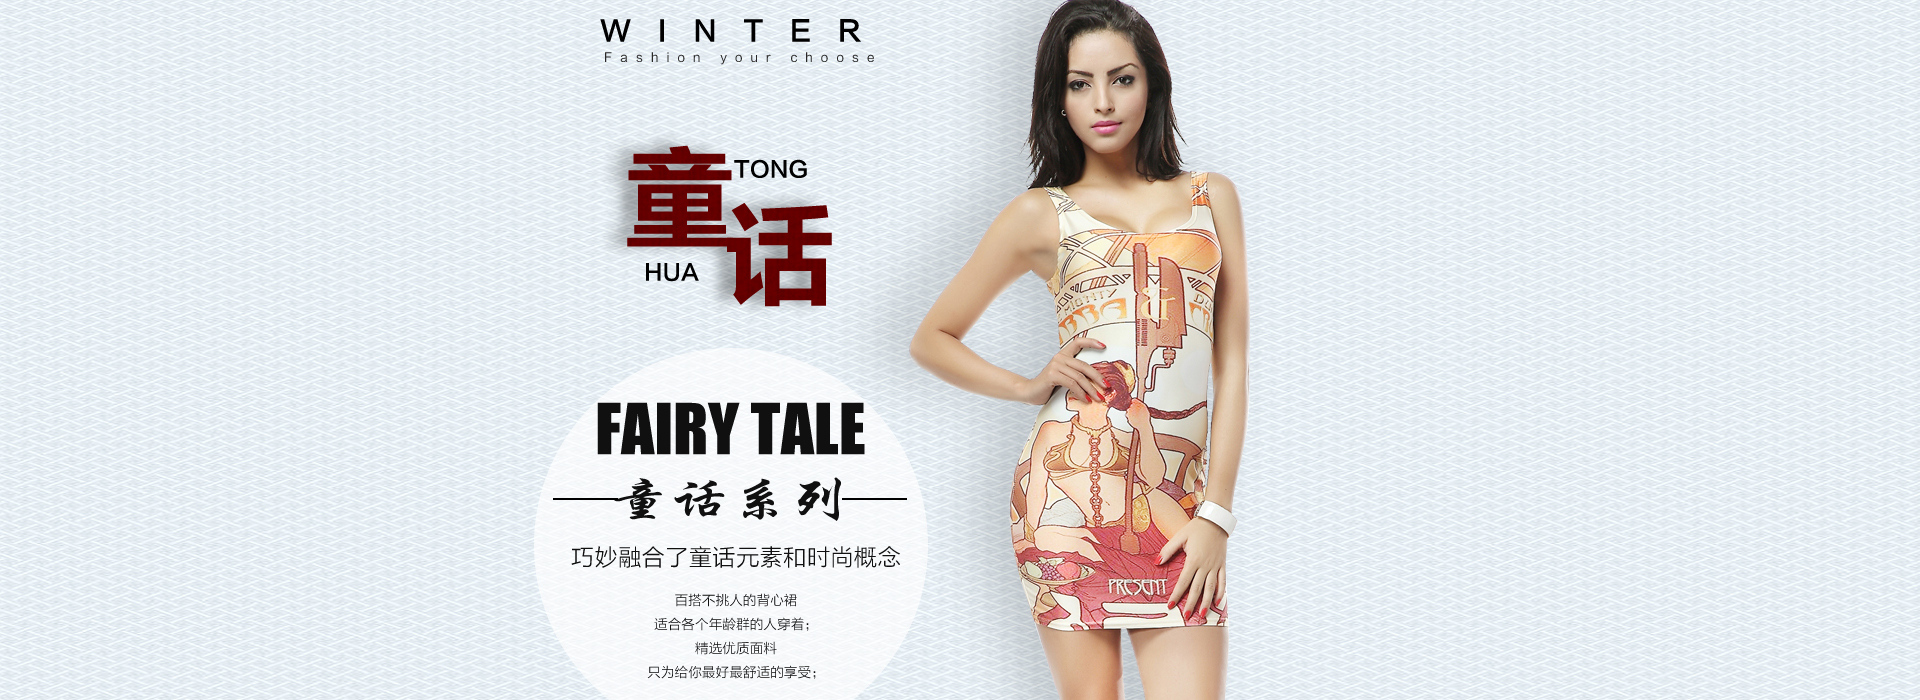 WINTER
Fashion your choose
童话
TONG
HUA
FAIRY TALE
童话系列
巧妙融合了童话元素和时尚概念
百搭不挑人的背心裙
适合各个年龄群的人穿着；
精选优质面料
只为给你最好最舒适的享受；
MIGHTY
&
PRESENT